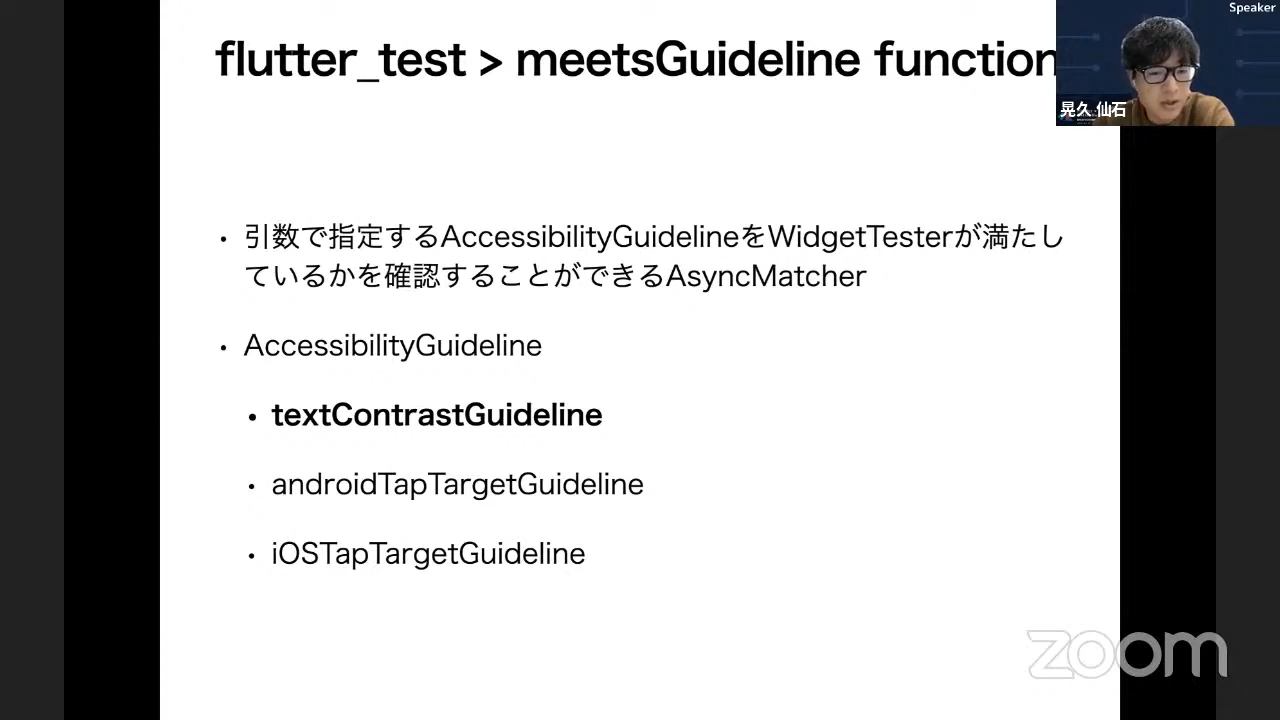 flutter_test > meetsGuideline function
Speaker
晃久 仙石
・引数で指定するAccessibilityGuidelineをWidgetTesterが満たし
ているかを確認することができるAsyncMatcher
・AccessibilityGuideline
・textContrastGuideline
・androidTapTargetGuideline
・iOSTapTargetGuideline
zoom